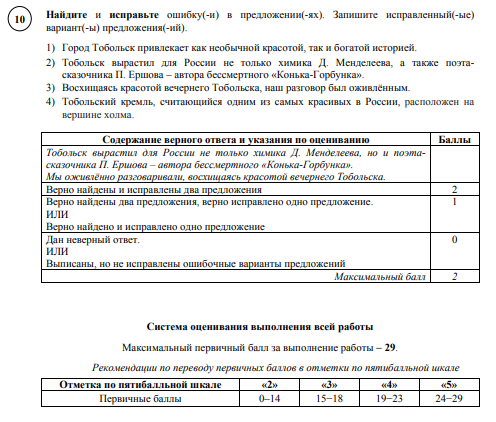 10
Найдите и исправьте ошибку(-и) в предложении(-ях). Запишите исправленный(-ые)
вариант(-ы) предложения(-ий).
1) Город Тобольск привлекает как необычной красотой, так и богатой историей.
2) Тобольск вырастил для России не только химика Д. Менделеева, а также поэта-
сказочника П. Ершова – автора бессмертного «Конька-Горбунка».
3) Восхищаясь красотой вечернего Тобольска, наш разговор был оживлённым.
4) Тобольский кремль, считающийся одним из самых красивых в России, расположен на
вершине холма.
Содержание верного ответа и указания по оцениванию Баллы
Тобольск вырастил для России не только химика Д. Менделеева, но и поэта-
сказочника П. Ершова – автора бессмертного «Конька-Горбунка».
Мы оживлённо разговаривали, восхищаясь красотой вечернего Тобольска.
Верно найдены и исправлены два предложения 2
Верно найдены два предложения, верно исправлено одно предложение. 1
ИЛИ
Верно найдено и исправлено одно предложение
Дан неверный ответ. 0
ИЛИ
Выписаны, но не исправлены ошибочные варианты предложений
Максимальный балл 2
Система оценивания выполнения всей работы
Максимальный первичный балл за выполнение работы – 29.
Рекомендации по переводу первичных баллов в отметки по пятибалльной шкале
Отметка по пятибалльной шкале «2» «3» «4» «5»
Первичные баллы 0–14 15–18 19–23 24–29